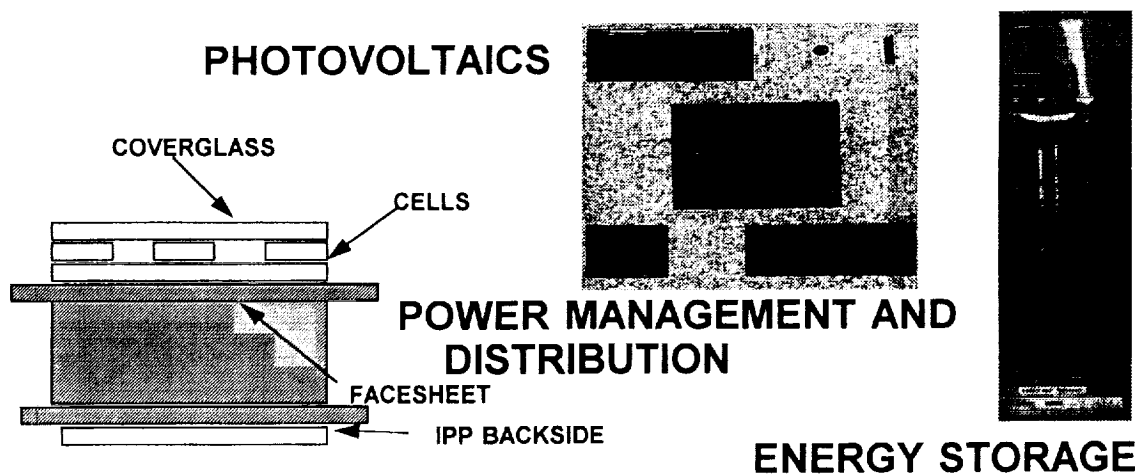 PHOTOVOLTAICS
COVERGLASS
CELLS
POWER MANAGEMENT AND
DISTRIBUTION
FACESHEET
IPP BACKSIDE
ENERGY STORAGE